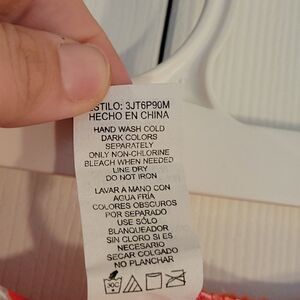 ESTILO: 3JT6P90M
HECHO EN CHINA
HAND WASH COLD
DARK COLORS
SEPARATELY
ONLY NON-CHLORINE
BLEACH WHEN NEEDED
LINE DRY
DO NOT IRON
LAVAR A MANO CON
AGUA FRÍA
COLORES OBSCUROS
POR SEPARADO
USE SÓLO
BLANQUEADOR
SIN CLORO SI ES
NECESARIO
SECAR COLGADO
NO PLANCHAR